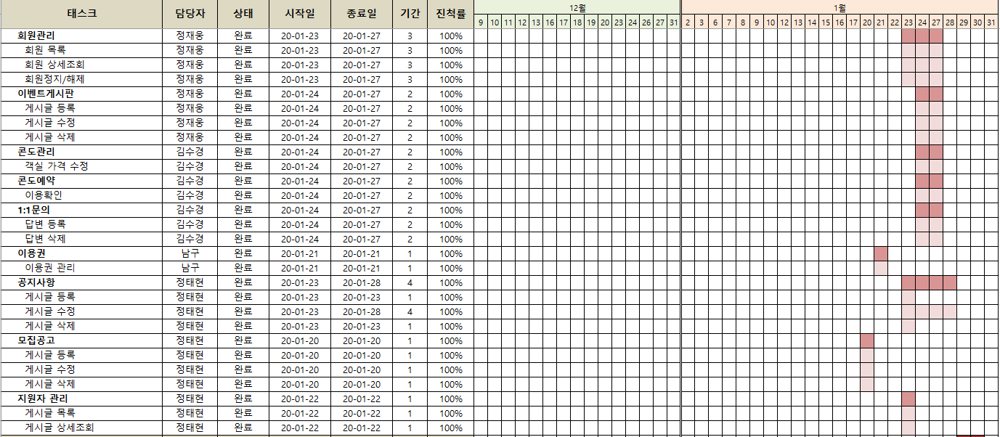 태스크 담당자 상태 시작일 종료일 기간 진척률 12월 1월
9 10 11 12 13 16 17 18 19 20 23 24 26 27 31 2 3 6 7 8 9 10 12 13 14 15 16 17 20 21 22 23 24 27 28 29 30 31
회원관리 정재웅 완료 20-01-23 20-01-27 3 100%
회원 목록 정재웅 완료 20-01-23 20-01-27 3 100%
회원 상세조회 정재웅 완료 20-01-23 20-01-27 3 100%
회원정지/해제 정재웅 완료 20-01-23 20-01-27 3 100%
이벤트게시판 정재웅 완료 20-01-24 20-01-27 2 100%
게시글 등록 정재웅 완료 20-01-24 20-01-27 2 100%
게시글 수정 정재웅 완료 20-01-24 20-01-27 2 100%
게시글 삭제 정재웅 완료 20-01-24 20-01-27 2 100%
콘도관리 김수경 완료 20-01-24 20-01-27 2 100%
객실 가격 수정 김수경 완료 20-01-24 20-01-27 2 100%
콘도예약 김수경 완료 20-01-24 20-01-27 2 100%
이용확인 김수경 완료 20-01-24 20-01-27 2 100%
1:1문의 김수경 완료 20-01-24 20-01-27 2 100%
답변 등록 김수경 완료 20-01-24 20-01-27 2 100%
답변 삭제 김수경 완료 20-01-24 20-01-27 2 100%
이용권 남구 완료 20-01-21 20-01-21 1 100%
이용권 관리 남구 완료 20-01-21 20-01-21 1 100%
공지사항 정태현 완료 20-01-23 20-01-28 4 100%
게시글 등록 정태현 완료 20-01-23 20-01-23 1 100%
게시글 수정 정태현 완료 20-01-23 20-01-28 4 100%
게시글 삭제 정태현 완료 20-01-23 20-01-23 1 100%
모집공고 정태현 완료 20-01-20 20-01-20 1 100%
게시글 등록 정태현 완료 20-01-20 20-01-20 1 100%
게시글 수정 정태현 완료 20-01-20 20-01-20 1 100%
게시글 삭제 정태현 완료 20-01-20 20-01-20 1 100%
지원자 관리 정태현 완료 20-01-22 20-01-22 1 100%
게시글 목록 정태현 완료 20-01-22 20-01-22 1 100%
게시글 상세조회 정태현 완료 20-01-22 20-01-22 1 100%